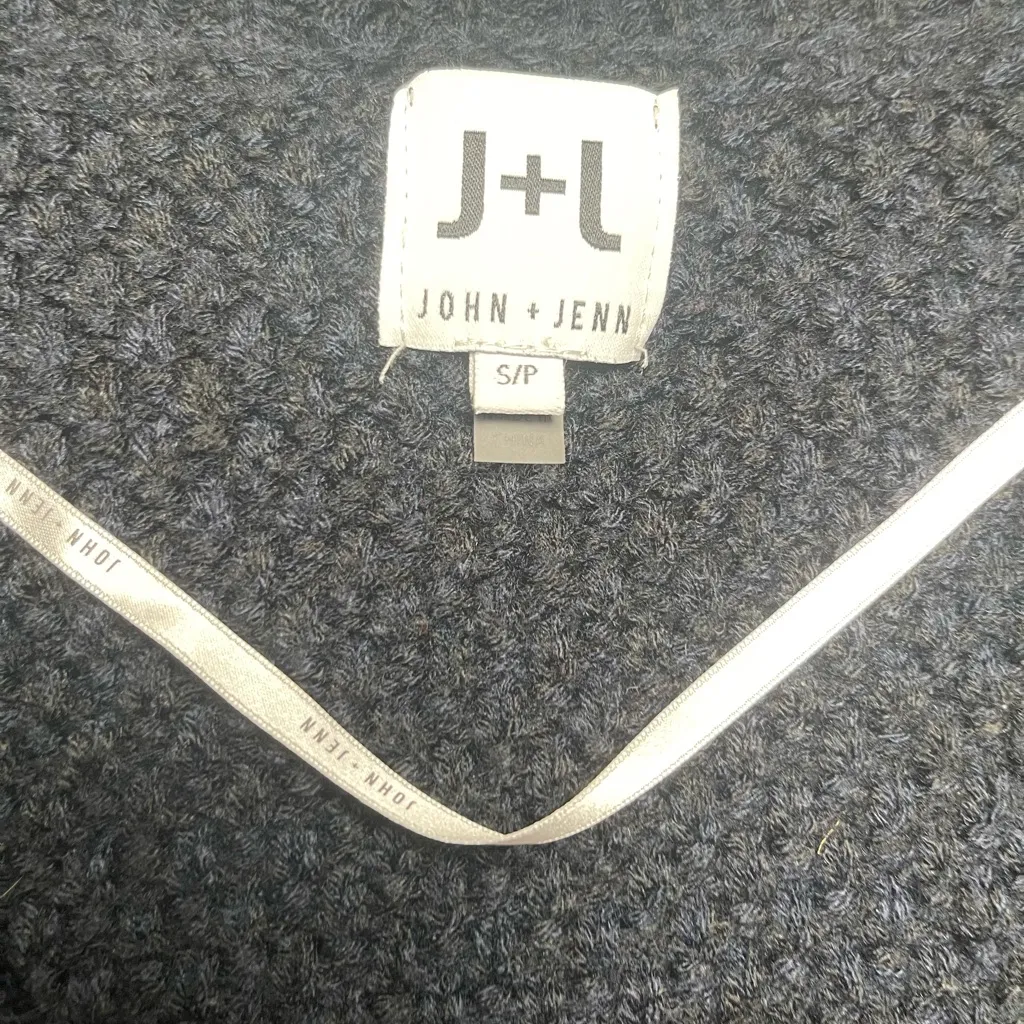 J+J
JOHN + JENN
S/P
JENN
JOHN +
JOHN + JENN